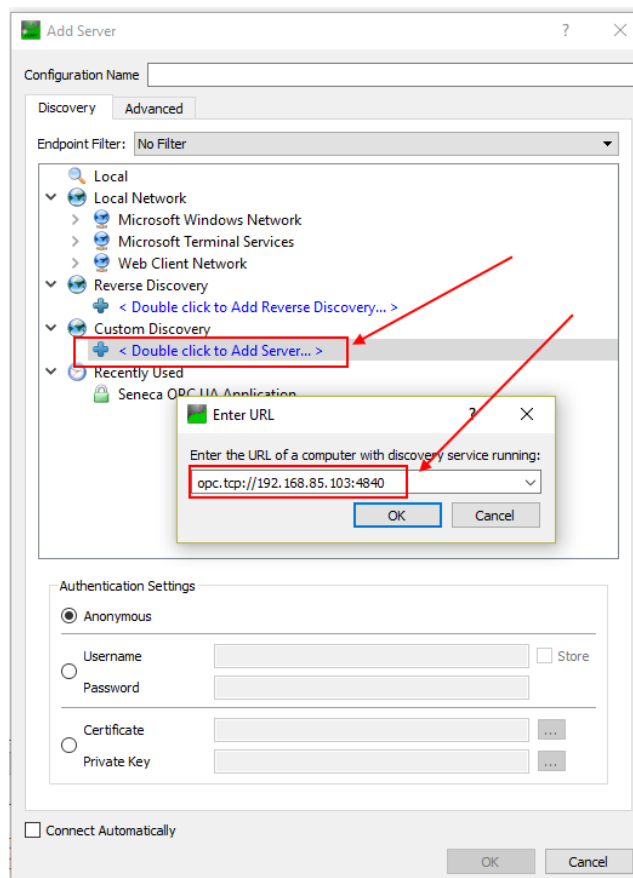 Add Server
Configuration Name
Discovery Advanced
Endpoint Filter: No Filter
Local
Local Network
Microsoft Windows Network
Microsoft Terminal Services
Web Client Network
Reverse Discovery
< Double click to Add Reverse Discovery... >
Custom Discovery
< Double click to Add Server... >
Recently Used
Seneca OPC UA Application
Enter URL
Enter the URL of a computer with discovery service running:
opc.tcp://192.168.85.103:4840
OK Cancel
Authentication Settings
Anonymous
Username Store
Password
Certificate ...
Private Key ...
Connect Automatically
OK Cancel